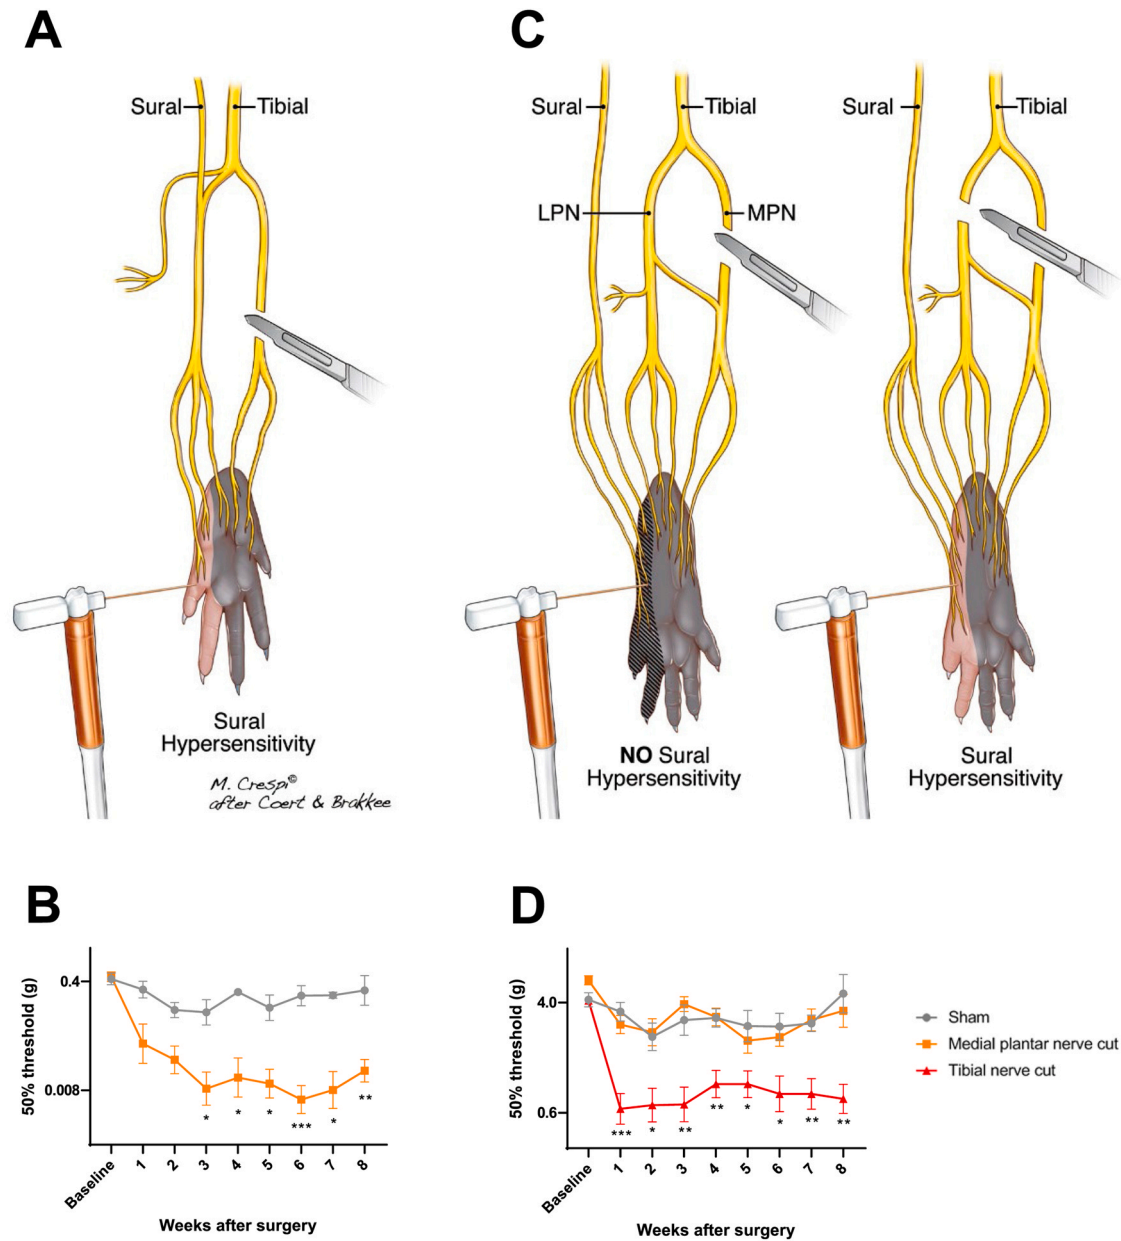 A
C
Sural
Tibial
Sural
Tibial
Sural
Tibial
LPN
MPN
Sural
Hypersensitivity
M. Crespi©
after Coert & Brakkee
NO Sural
Hypersensitivity
Sural
Hypersensitivity
B
50% threshold (g)
0.4
0.008
*
*
*
***
*
**
Baseline
1
2
3
4
5
6
7
8
Weeks after surgery
D
50% threshold (g)
4.0
0.6
***
*
**
**
*
*
**
**
Baseline
1
2
3
4
5
6
7
8
Weeks after surgery
Sham
Medial plantar nerve cut
Tibial nerve cut